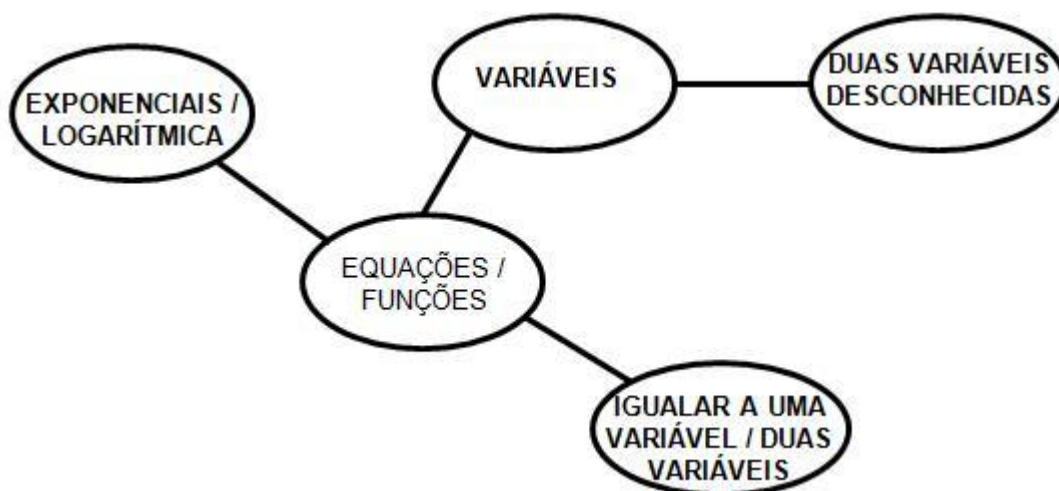 EXPONENCIAIS /
LOGARÍTMICA
VARIÁVEIS
DUAS VARIÁVEIS
DESCONHECIDAS
EQUAÇÕES /
FUNÇÕES
IGUALAR A UMA
VARIÁVEL / DUAS
VARIÁVEIS